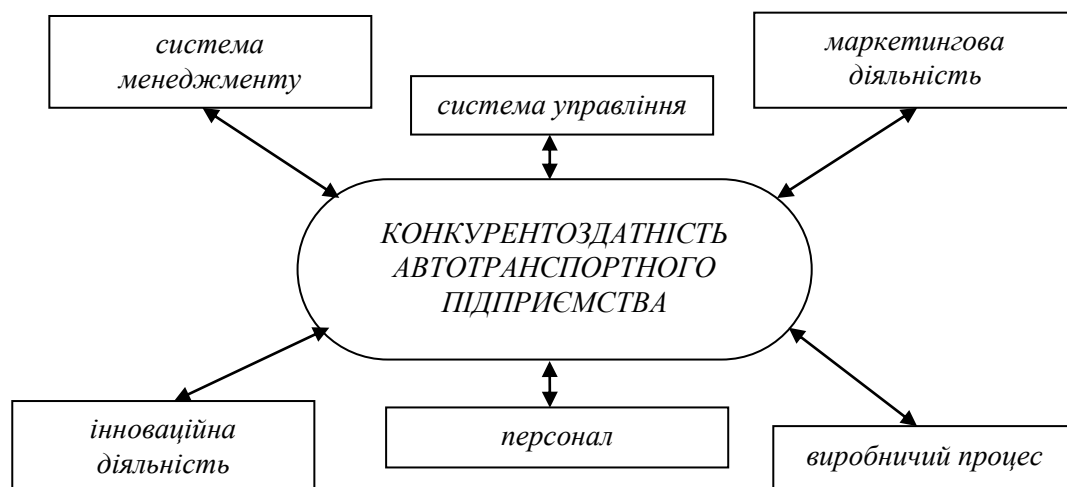 система
менеджменту
система управління
маркетингова
діяльність
КОНКУРЕНТОЗДАТНІСТЬ
АВТОТРАНСПОРТНОГО
ПІДПРИЄМСТВА
інноваційна
діяльність
персонал
виробничий процес